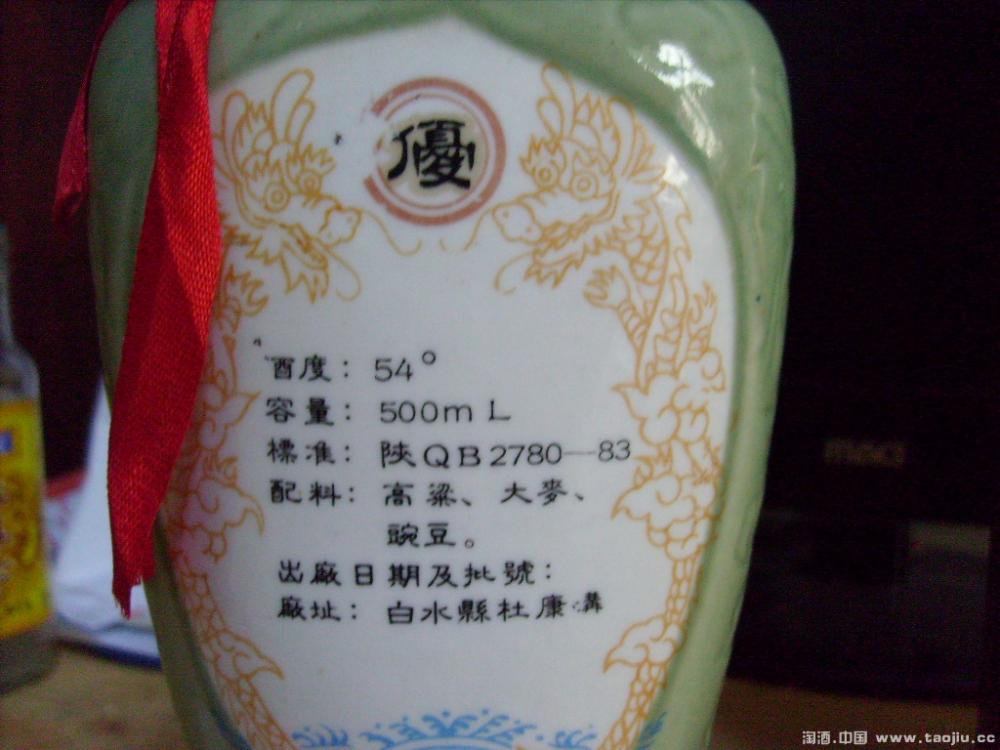 優
酉度：54°
容量：500mL
標准：陝QB2780—83
配料：高粱、大麥、
豌豆。
出廠日期及批號：
廠址：白水縣杜康溝
淘酒.中国 www.taojiu.cc